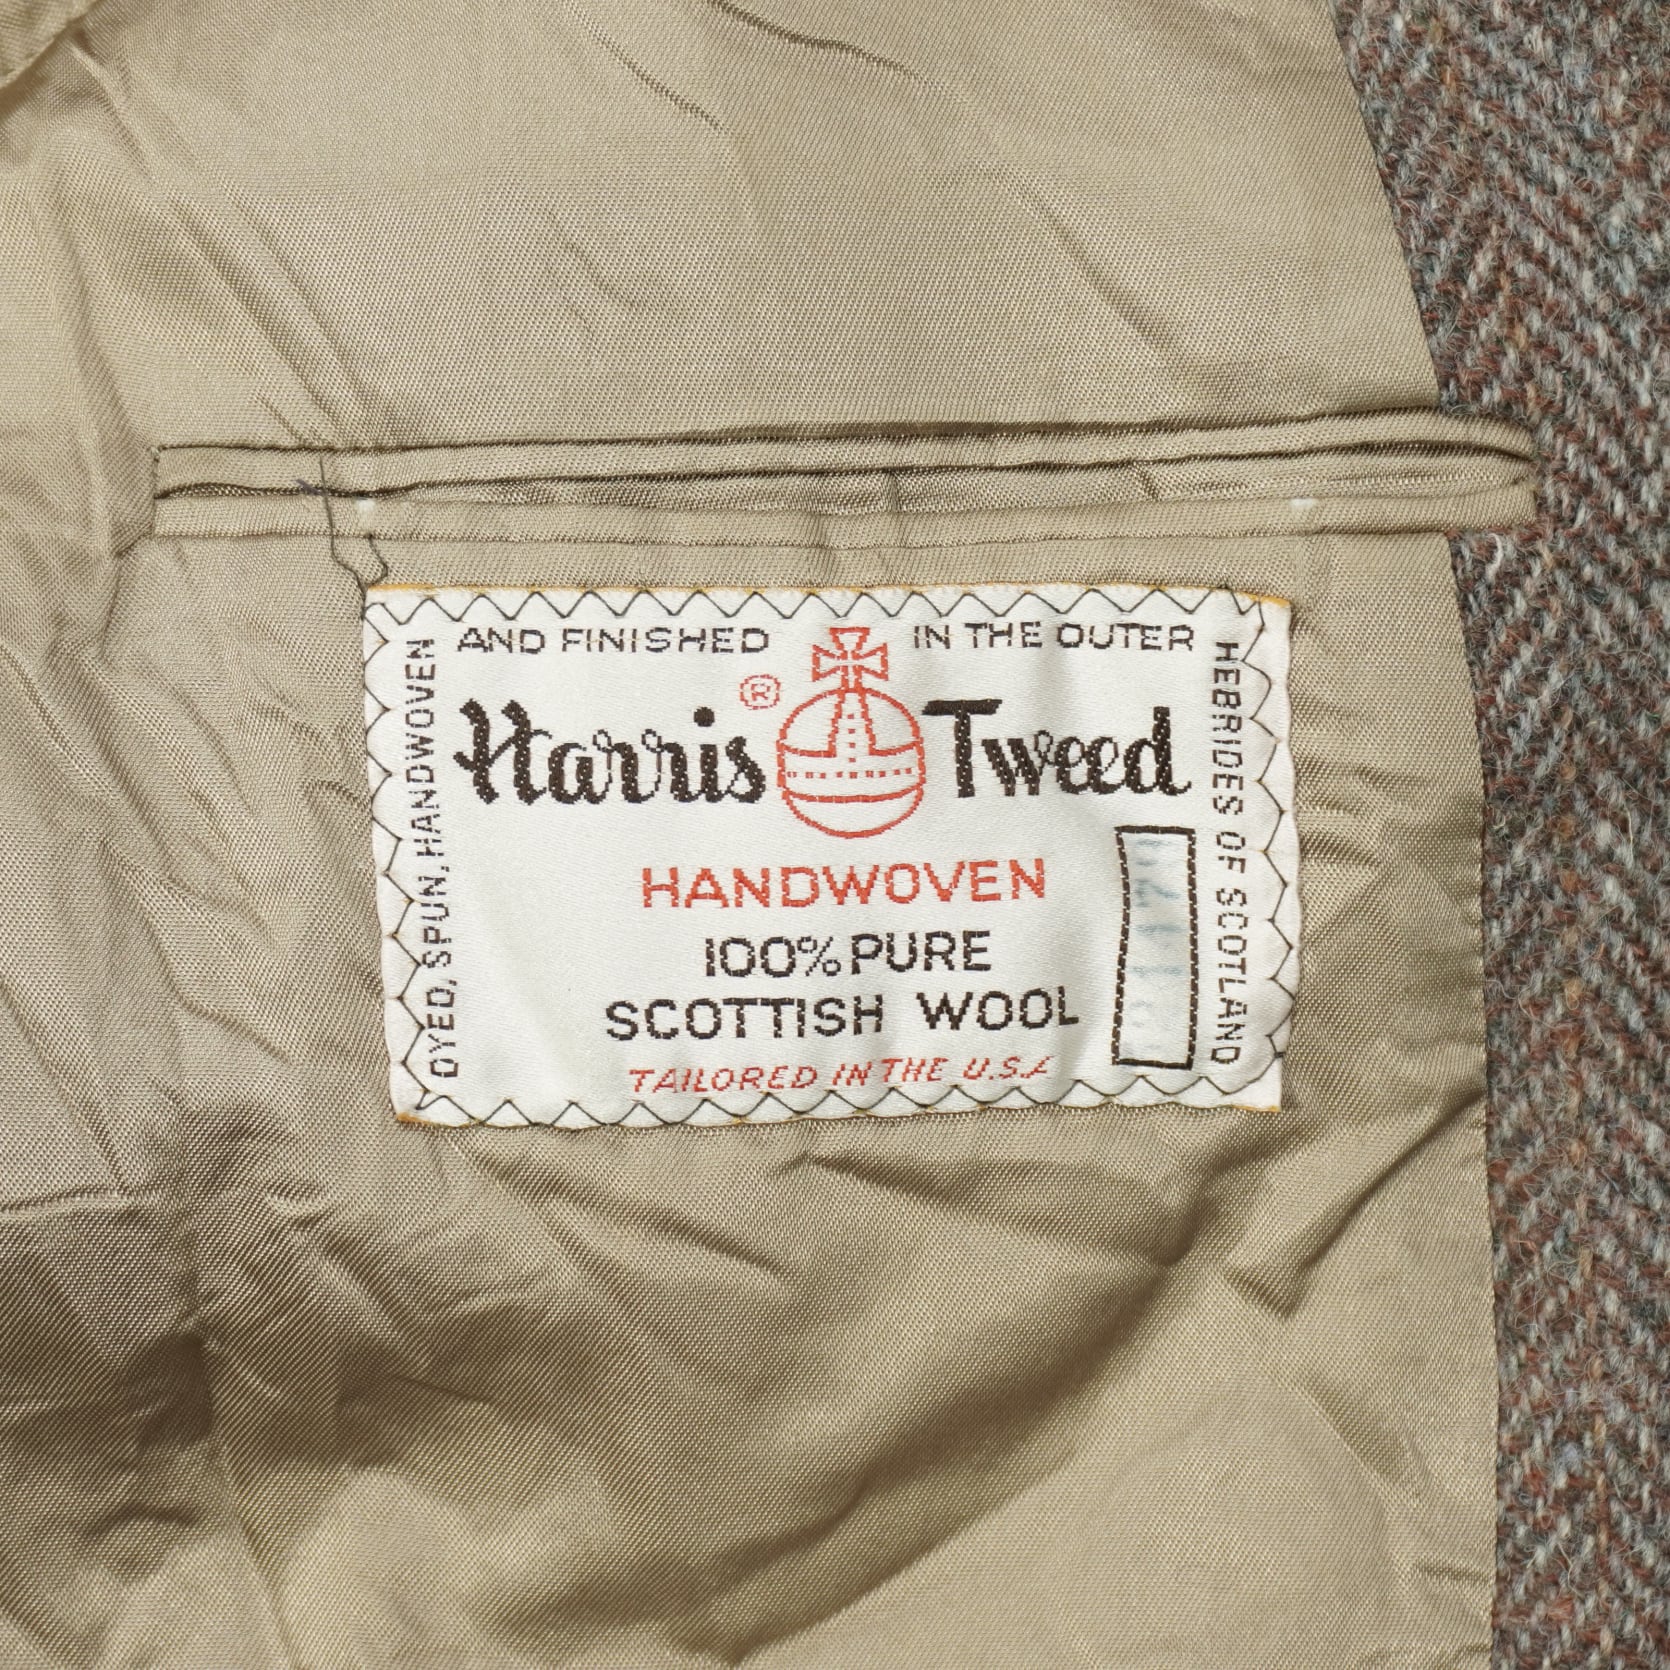 DYED, SPUN, HANDWOVEN
AND FINISHED
IN THE OUTER
HEBRIDES OF SCOTLAND
Harris Tweed
®
HANDWOVEN
100% PURE
SCOTTISH WOOL
TAILORED IN THE U.S.A